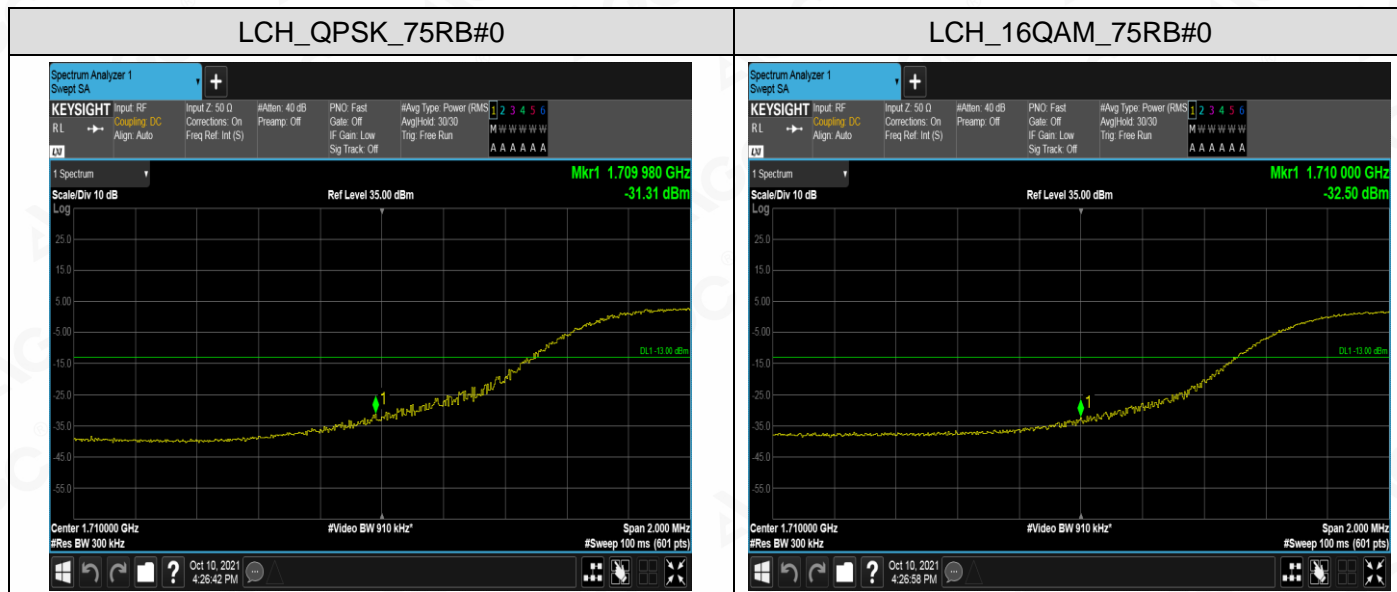 LCH_QPSK_75RB#0
LCH_16QAM_75RB#0
Spectrum Analyzer 1
Swept SA
KEYSIGHT Input: RF Input Z: 50 Ω #Atten: 40 dB PNO: Fast #Avg Type: Power (RMS 1 2 3 4 5 6
RL Coupling: DC Corrections: On Preamp: Off Gate: Off Avg|Hold: 30/30 M W W W W W
Align: Auto Freq Ref: Int (S) IF Gain: Low Trig: Free Run
LXI Sig Track: Off A A A A A A
1 Spectrum Mkr1 1.709 980 GHz
Scale/Div 10 dB Ref Level 35.00 dBm -31.31 dBm
Log
25.0
15.0
5.00
-5.00
DL1 -13.00 dBm
-15.0
-25.0
1
-35.0
-45.0
-55.0
Center 1.710000 GHz #Video BW 910 kHz* Span 2.000 MHz
#Res BW 300 kHz #Sweep 100 ms (601 pts)
? Oct 10, 2021
4:26:42 PM
Spectrum Analyzer 1
Swept SA
KEYSIGHT Input: RF Input Z: 50 Ω #Atten: 40 dB PNO: Fast #Avg Type: Power (RMS 1 2 3 4 5 6
RL Coupling: DC Corrections: On Preamp: Off Gate: Off Avg|Hold: 30/30 M W W W W W
Align: Auto Freq Ref: Int (S) IF Gain: Low Trig: Free Run
LXI Sig Track: Off A A A A A A
1 Spectrum Mkr1 1.710 000 GHz
Scale/Div 10 dB Ref Level 35.00 dBm -32.50 dBm
Log
25.0
15.0
5.00
-5.00
DL1 -13.00 dBm
-15.0
-25.0
1
-35.0
-45.0
-55.0
Center 1.710000 GHz #Video BW 910 kHz* Span 2.000 MHz
#Res BW 300 kHz #Sweep 100 ms (601 pts)
? Oct 10, 2021
4:26:58 PM